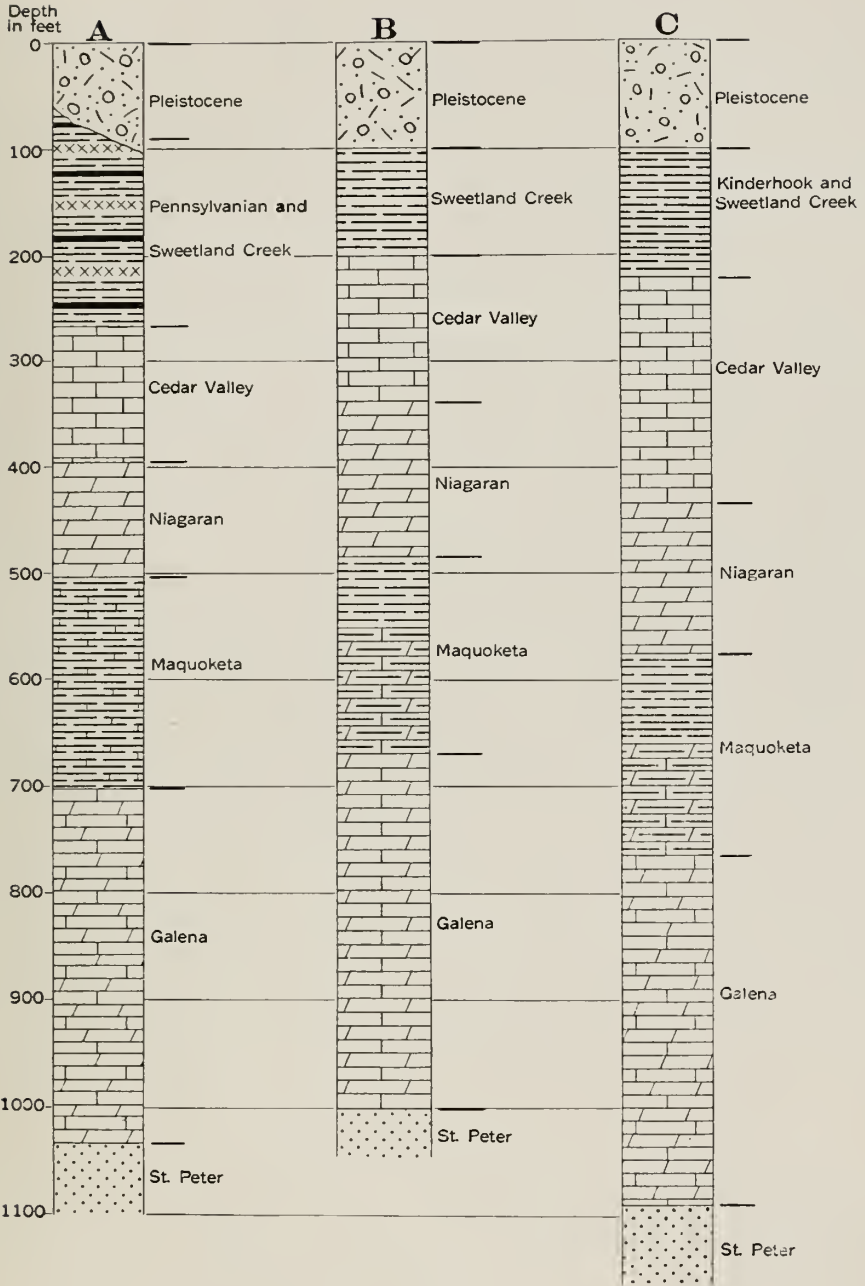 Depth
in feet
A
B
C
0
100
200
300
400
500
600
700
800
900
1000
1100
Pleistocene
Pennsylvanian and
Sweetland Creek
Cedar Valley
Niagaran
Maquoketa
Galena
St. Peter
Pleistocene
Sweetland Creek
Cedar Valley
Niagaran
Maquoketa
Galena
St. Peter
Pleistocene
Kinderhook and
Sweetland Creek
Cedar Valley
Niagaran
Maquoketa
Galena
St. Peter